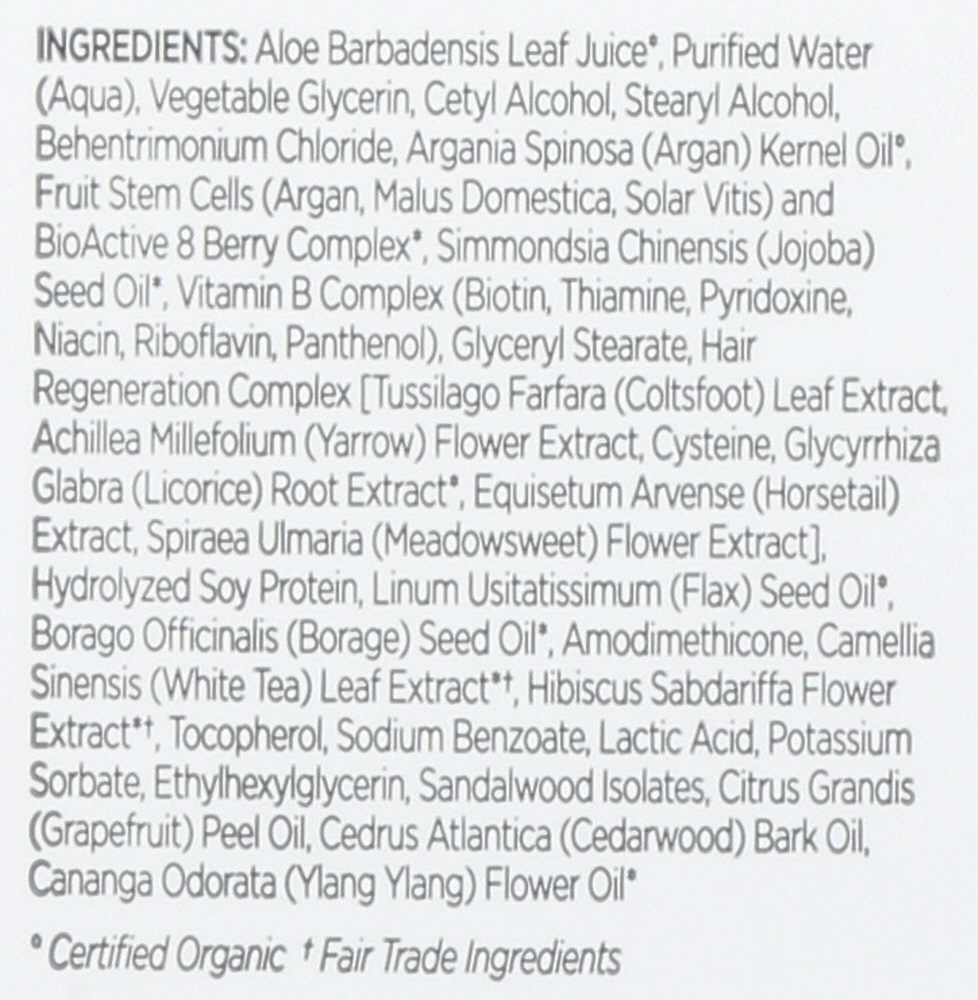 INGREDIENTS: Aloe Barbadensis Leaf Juice*, Purified Water
(Aqua), Vegetable Glycerin, Cetyl Alcohol, Stearyl Alcohol,
Behentrimonium Chloride, Argania Spinosa (Argan) Kernel Oil*,
Fruit Stem Cells (Argan, Malus Domestica, Solar Vitis) and
BioActive 8 Berry Complex*, Simmondsia Chinensis (Jojoba)
Seed Oil*, Vitamin B Complex (Biotin, Thiamine, Pyridoxine,
Niacin, Riboflavin, Panthenol), Glyceryl Stearate, Hair
Regeneration Complex [Tussilago Farfara (Coltsfoot) Leaf Extract,
Achillea Millefolium (Yarrow) Flower Extract, Cysteine, Glycyrrhiza
Glabra (Licorice) Root Extract*, Equisetum Arvense (Horsetail)
Extract, Spiraea Ulmaria (Meadowsweet) Flower Extract],
Hydrolyzed Soy Protein, Linum Usitatissimum (Flax) Seed Oil*,
Borago Officinalis (Borage) Seed Oil*, Amodimethicone, Camellia
Sinensis (White Tea) Leaf Extract*†, Hibiscus Sabdariffa Flower
Extract*†, Tocopherol, Sodium Benzoate, Lactic Acid, Potassium
Sorbate, Ethylhexylglycerin, Sandalwood Isolates, Citrus Grandis
(Grapefruit) Peel Oil, Cedrus Atlantica (Cedarwood) Bark Oil,
Cananga Odorata (Ylang Ylang) Flower Oil*
* Certified Organic † Fair Trade Ingredients